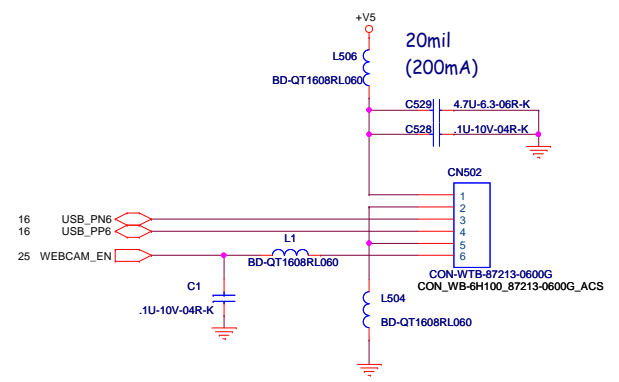 +V5
20mil
(200mA)
L506
BD-QT1608RL060
C529 4.7U-6.3-06R-K
C528 .1U-10V-04R-K
CN502
1
2
16 USB_PN6 3
16 USB_PP6 4
L1 5
25 WEBCAM_EN 6
BD-QT1608RL060
CON-WTB-87213-0600G
CON_WB-6H100_87213-0600G_ACS
C1
.1U-10V-04R-K
L504
BD-QT1608RL060